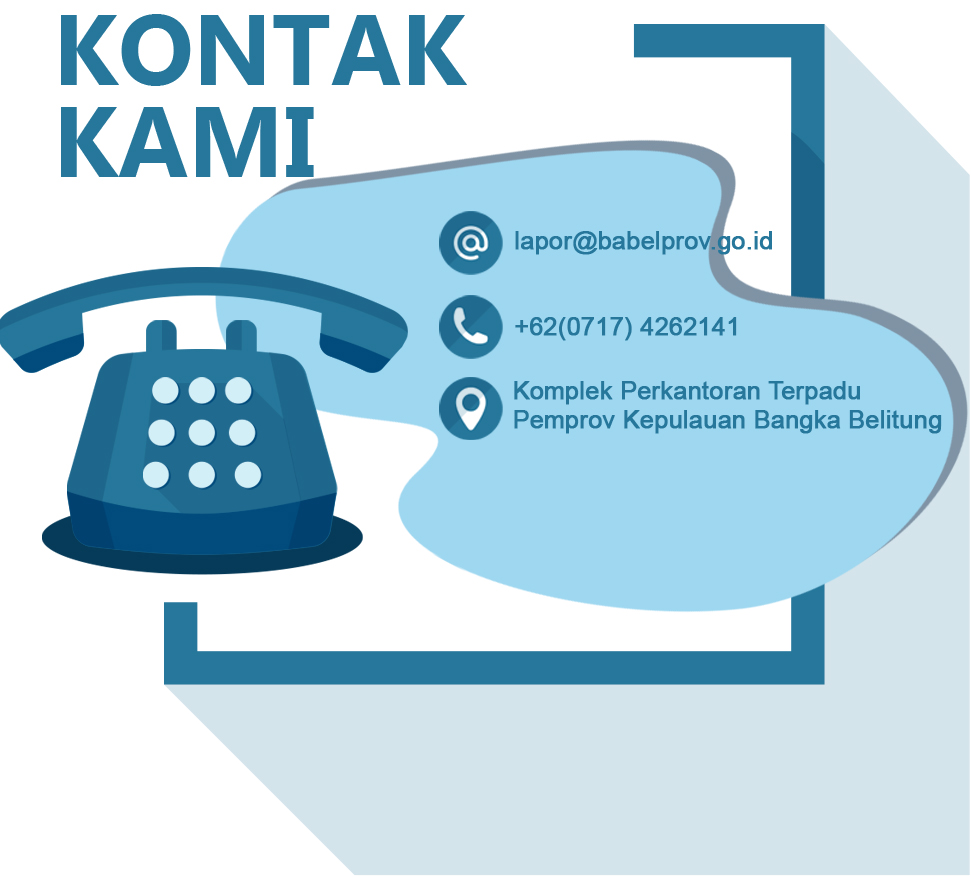 KONTAK
KAMI
lapor@babelprov.go.id
+62(0717) 4262141
Komplek Perkantoran Terpadu
Pemprov Kepulauan Bangka Belitung